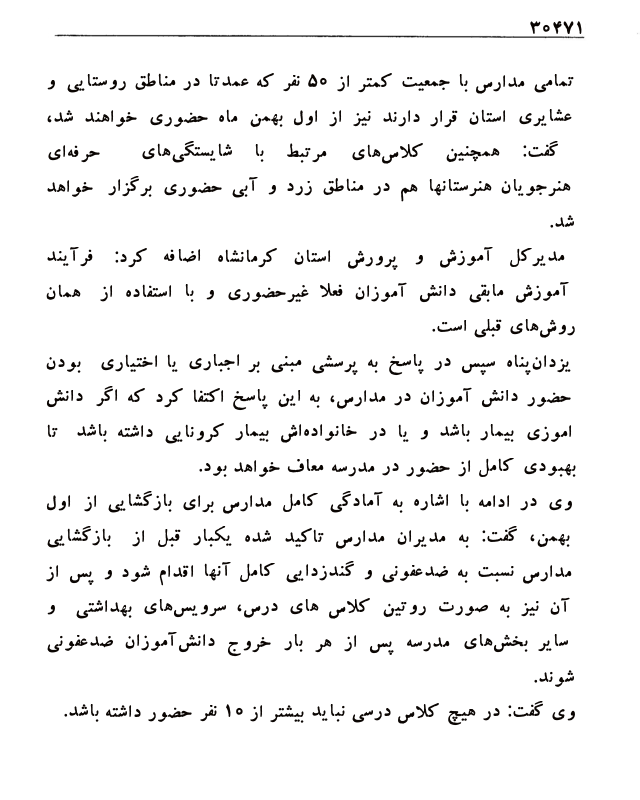 ۳۰۴۷۱
تمامی مدارس با جمعیت کمتر از ۵۰ نفر که عمدتا در مناطق روستایی و
عشایری استان قرار دارند نیز از اول بهمن ماه حضوری خواهند شد،
گفت: همچنین کلاس‌های مرتبط با شایستگی‌های حرفه‌ای
هنرجویان هنرستانها هم در مناطق زرد و آبی حضوری برگزار خواهد
شد.
مدیرکل آموزش و پرورش استان کرمانشاه اضافه کرد: فرآیند
آموزش مابقی دانش آموزان فعلا غیرحضوری و با استفاده از همان
روش‌های قبلی است.
یزدان‌پناه سپس در پاسخ به پرسشی مبنی بر اجباری یا اختیاری بودن
حضور دانش آموزان در مدارس، به این پاسخ اکتفا کرد که اگر دانش
اموزی بیمار باشد و یا در خانواده‌اش بیمار کرونایی داشته باشد تا
بهبودی کامل از حضور در مدرسه معاف خواهد بود.
وی در ادامه با اشاره به آمادگی کامل مدارس برای بازگشایی از اول
بهمن، گفت: به مدیران مدارس تاکید شده یکبار قبل از بازگشایی
مدارس نسبت به ضدعفونی و گندزدایی کامل آنها اقدام شود و پس از
آن نیز به صورت روتین کلاس های درس، سرویس‌های بهداشتی و
سایر بخش‌های مدرسه پس از هر بار خروج دانش‌آموزان ضدعفونی
شوند.
وی گفت: در هیچ کلاس درسی نباید بیشتر از ۱۰ نفر حضور داشته باشد.